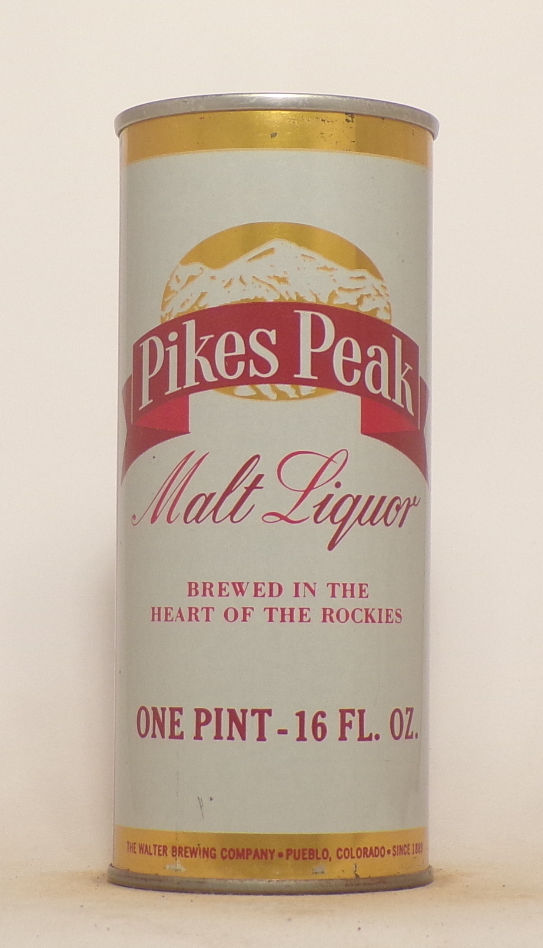 Pikes Peak
Malt Liquor
BREWED IN THE
HEART OF THE ROCKIES
ONE PINT-16 FL. OZ.
THE WALTER BREWING COMPANY • PUEBLO, COLORADO • SINCE 1889